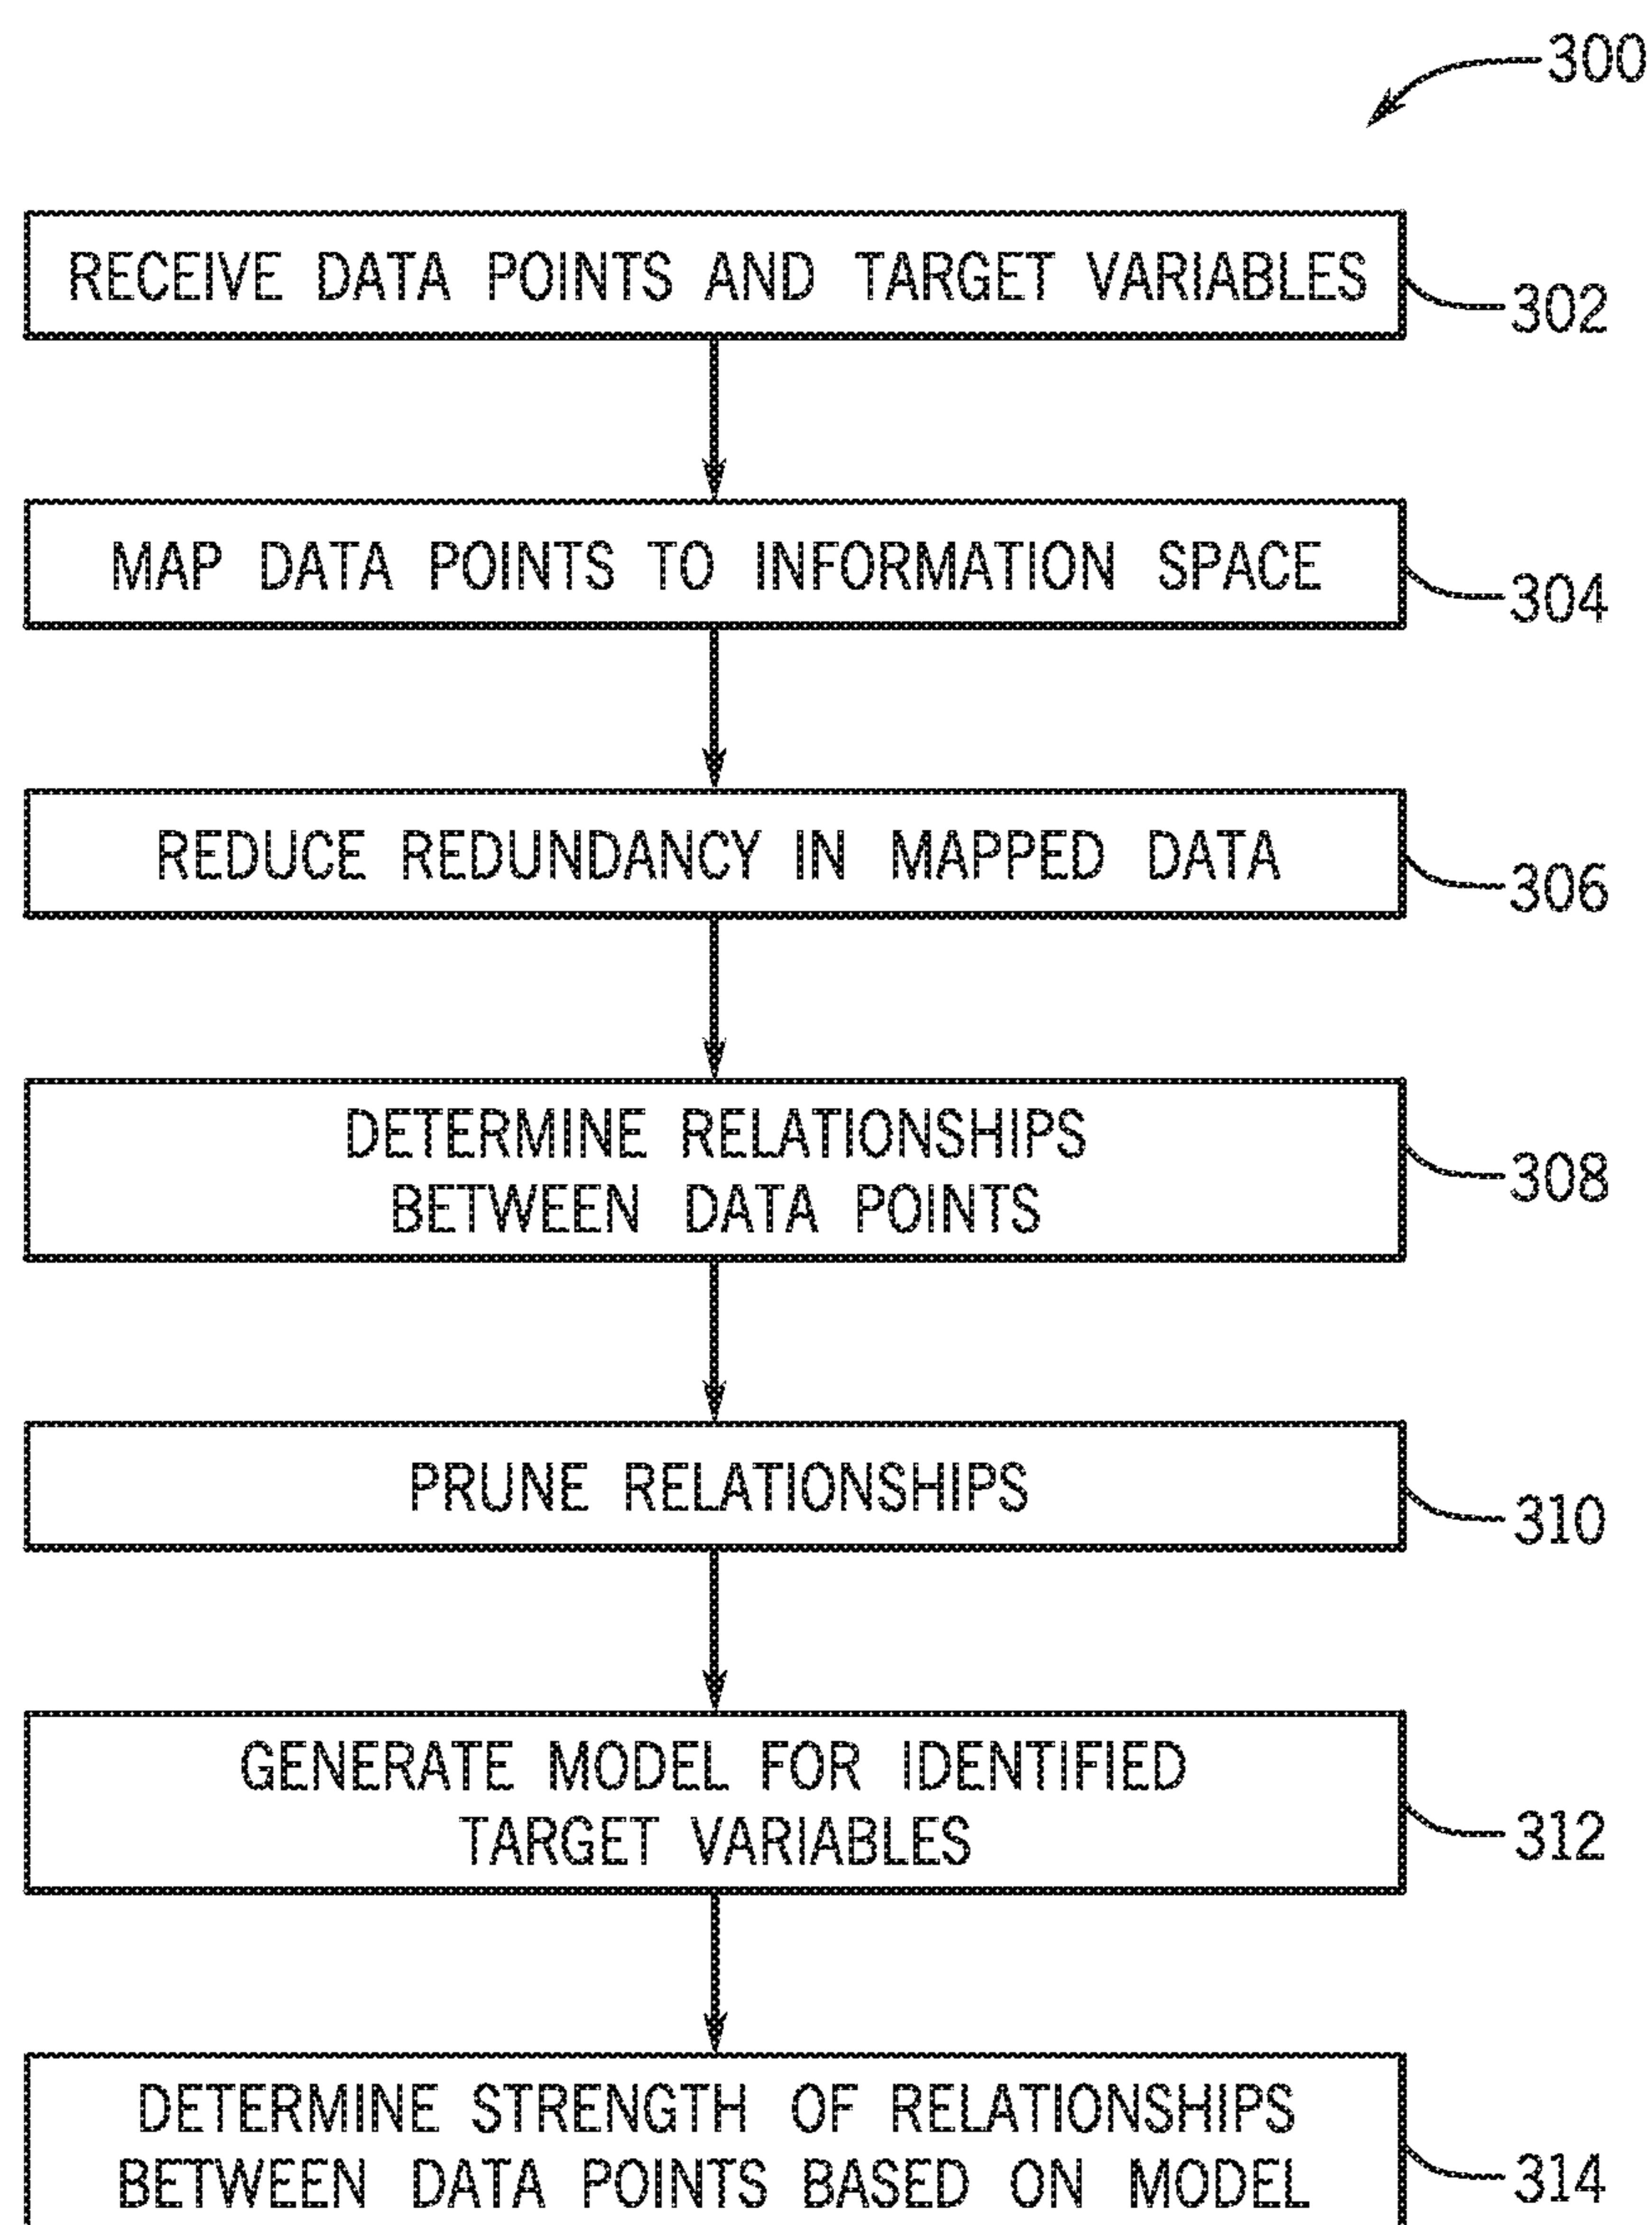 300
RECEIVE DATA POINTS AND TARGET VARIABLES
302
MAP DATA POINTS TO INFORMATION SPACE
304
REDUCE REDUNDANCY IN MAPPED DATA
306
DETERMINE RELATIONSHIPS
BETWEEN DATA POINTS
308
PRUNE RELATIONSHIPS
310
GENERATE MODEL FOR IDENTIFIED
TARGET VARIABLES
312
DETERMINE STRENGTH OF RELATIONSHIPS
BETWEEN DATA POINTS BASED ON MODEL
314